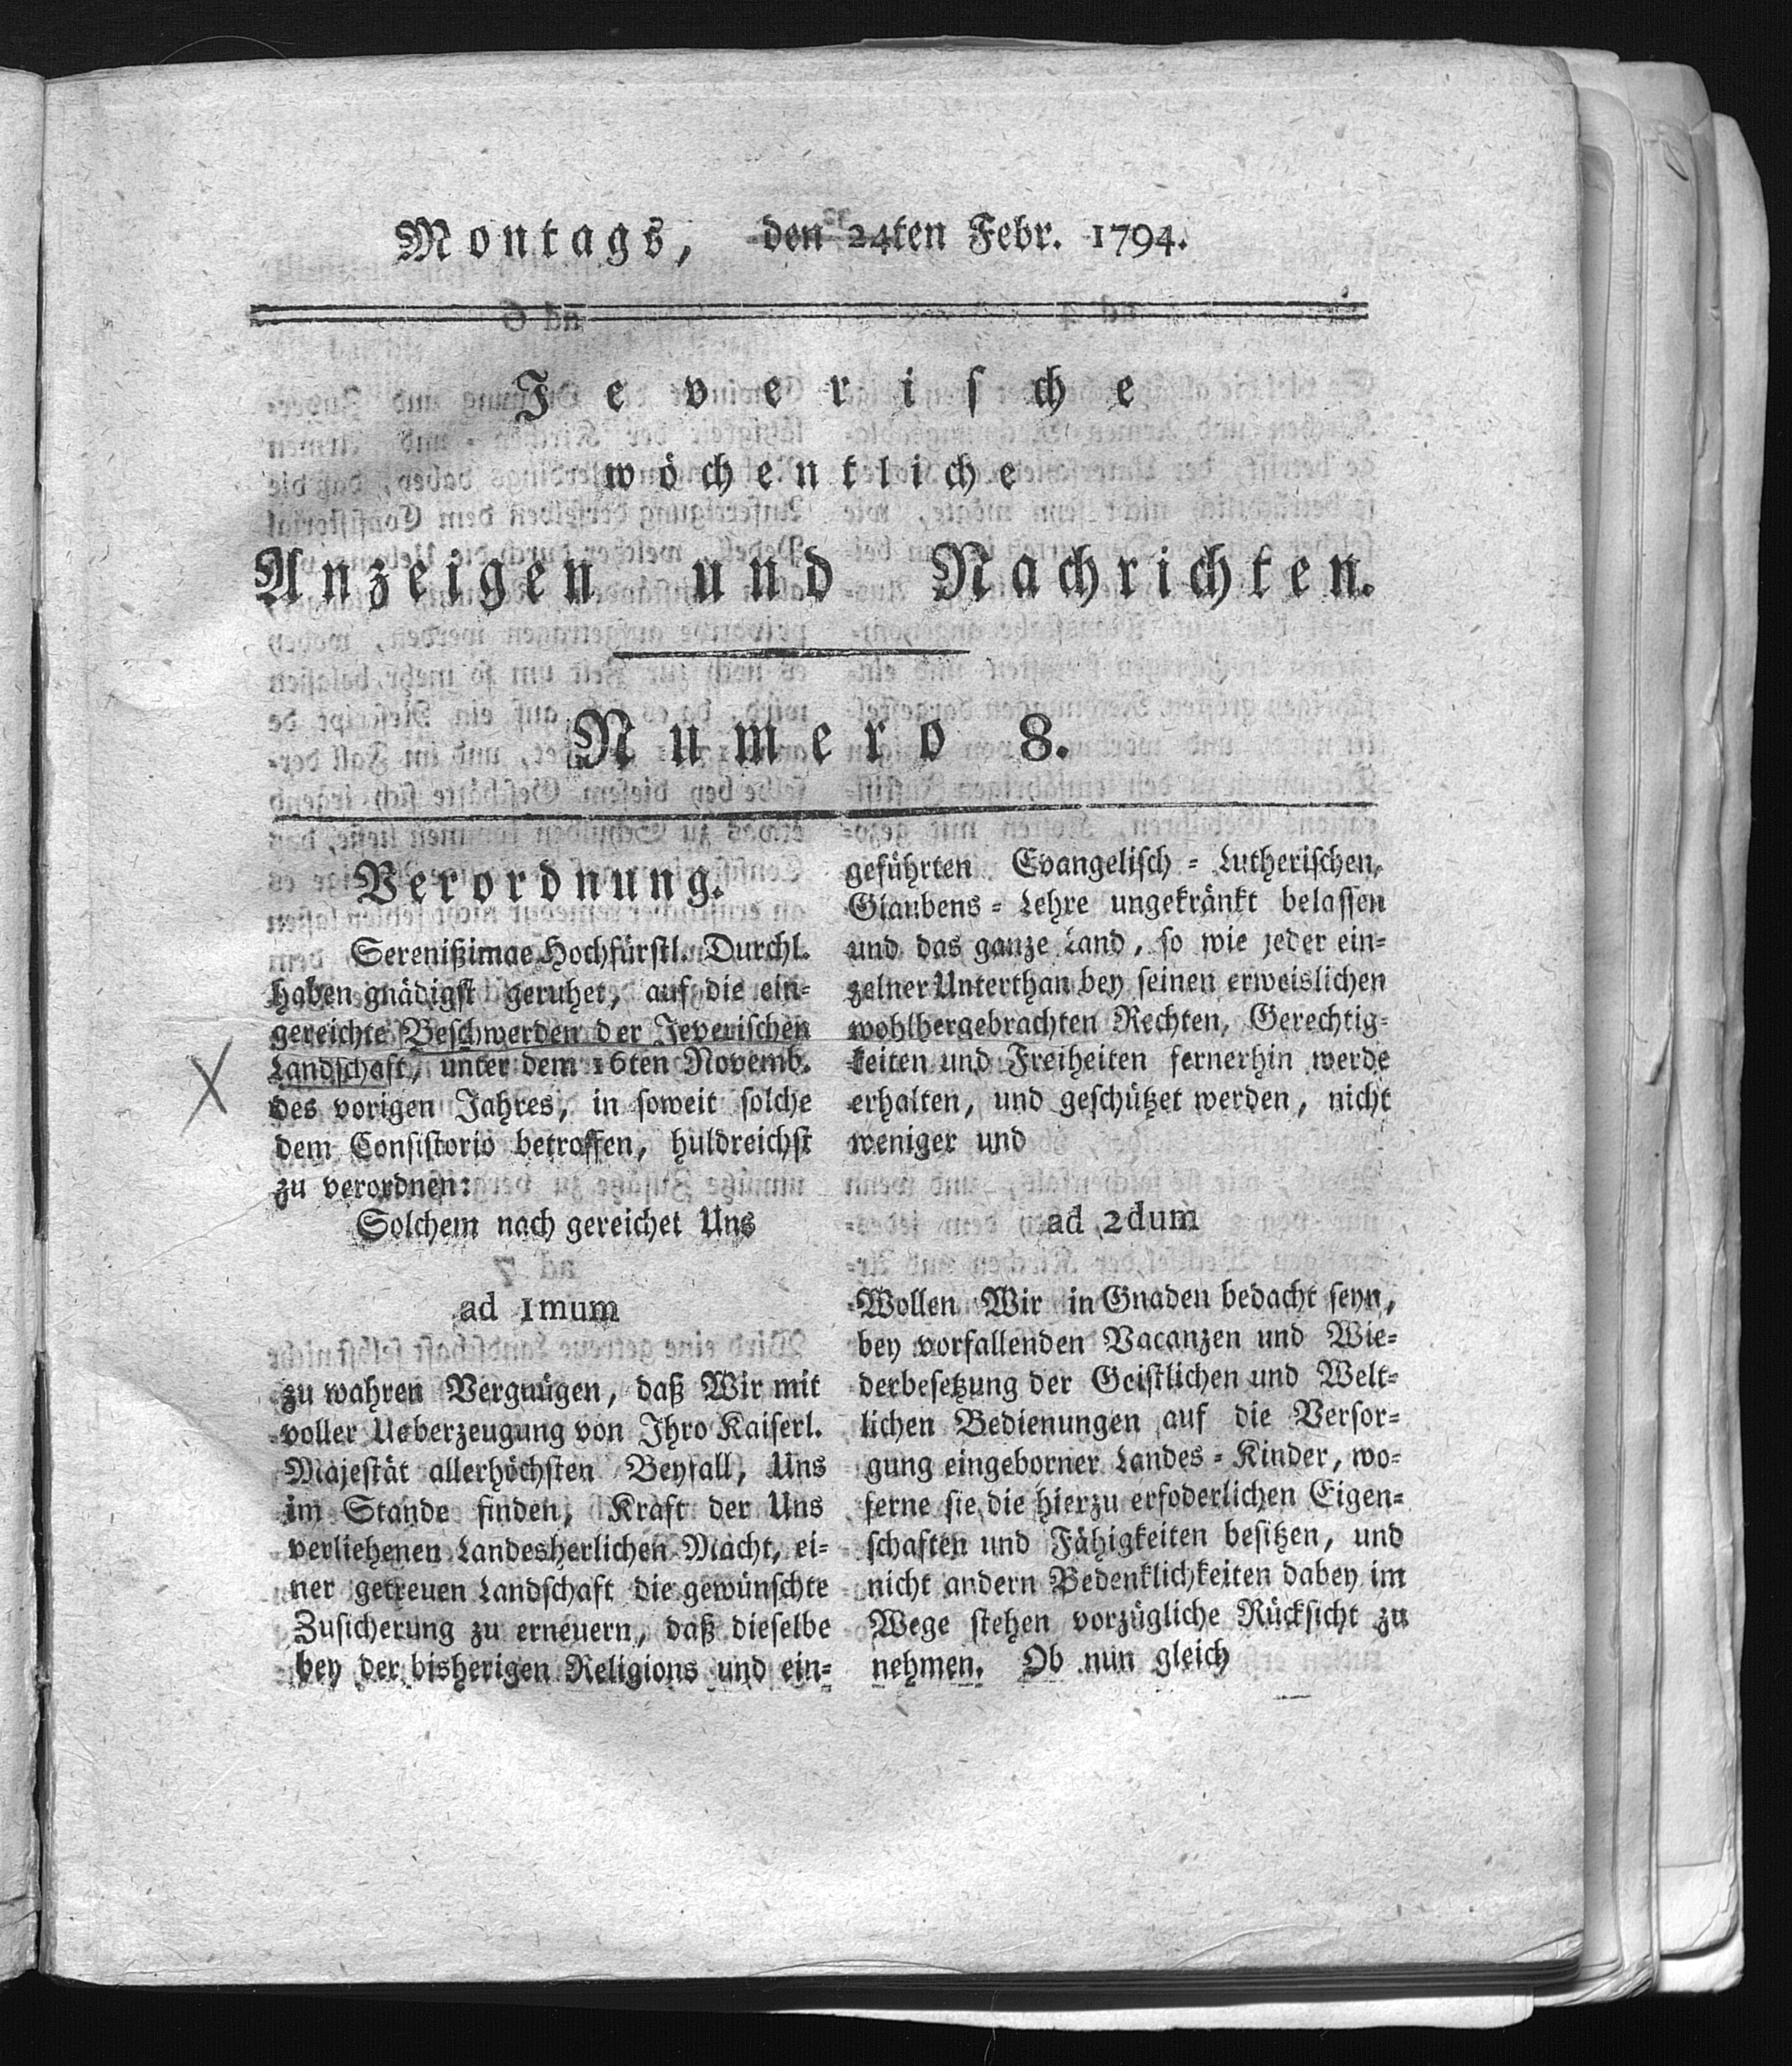 Montags, den 24ten Febr. 1794.
Jeverische
wöchentliche
Anzeigen und Nachrichten.
Numero 8.
Verordnung.
Serenißimae Hochfürstl. Durchl.
haben gnädigst geruhet, auf die ein-
gereichte Beschwerden der Jeverischen
Landschaft, unter dem 16ten Novemb.
des vorigen Jahres, in soweit solche
dem Consistorio betroffen, huldreichst
zu verordnen:
Solchem nach gereichet Uns
ad 1mum
zu wahren Vergnügen, daß Wir mit
voller Ueberzeugung von Ihro Kaiserl.
Majestät allerhöchsten Beyfall, Uns
im Stande finden, Kraft der Uns
verliehenen Landesherlichen Macht, ei-
ner getreuen Landschaft die gewünschte
Zusicherung zu erneuern, daß dieselbe
bey der bisherigen Religions und ein-
geführten Evangelisch-Lutherischen,
Glaubens-Lehre ungekränkt belassen
und das ganze Land, so wie jeder ein-
zelner Unterthan bey seinen erweislichen
wohlhergebrachten Rechten, Gerechtig-
keiten und Freiheiten fernerhin werde
erhalten, und geschützet werden, nicht
weniger und
ad 2dum
Wollen Wir in Gnaden bedacht seyn,
bey vorfallenden Vacanzen und Wie-
derbesetzung der Geistlichen und Welt-
lichen Bedienungen auf die Versor-
gung eingeborner Landes-Kinder, wo-
ferne sie die hierzu erfoderlichen Eigen-
schaften und Fähigkeiten besitzen, und
nicht andern Bedenklichkeiten dabey im
Wege stehen vorzügliche Rücksicht zu
nehmen. Ob nun gleich